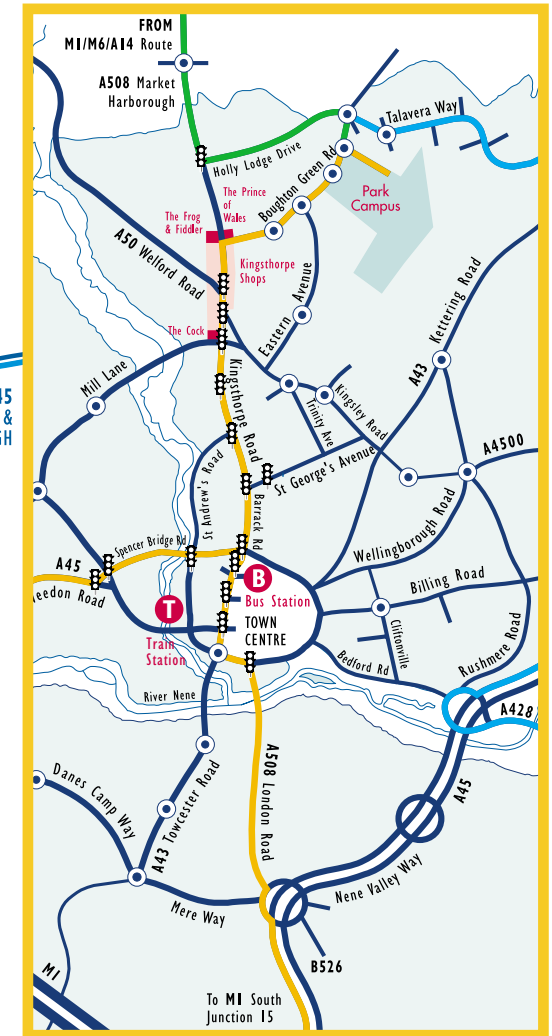 FROM
M1/M6/A14 Route
A508 Market
Harborough
Talavera Way
Holly Lodge Drive
Boughton Green Rd
Park
Campus
The Prince
of
Wales
The Frog
& Fiddler
A50 Welford Road
Kingsthorpe
Shops
Eastern Avenue
A43 Kettering Road
The Cock
45
&
GH
Mill Lane
Kingsthorpe Road
Trinity Ave
Kingsley Road
St George's Avenue
A4500
St Andrew's Road
Barrack Rd
Wellingborough Road
Spencer Bridge Rd
A45
eedon Road
B
Bus Station
Billing Road
T
Train
Station
TOWN
CENTRE
Cliftonville
Bedford Rd
Rushmere Road
River Nene
A428
A45
A508 London Road
Danes Camp Way
A43 Towcester Road
Nene Valley Way
Mere Way
B526
M1
To M1 South
Junction 15